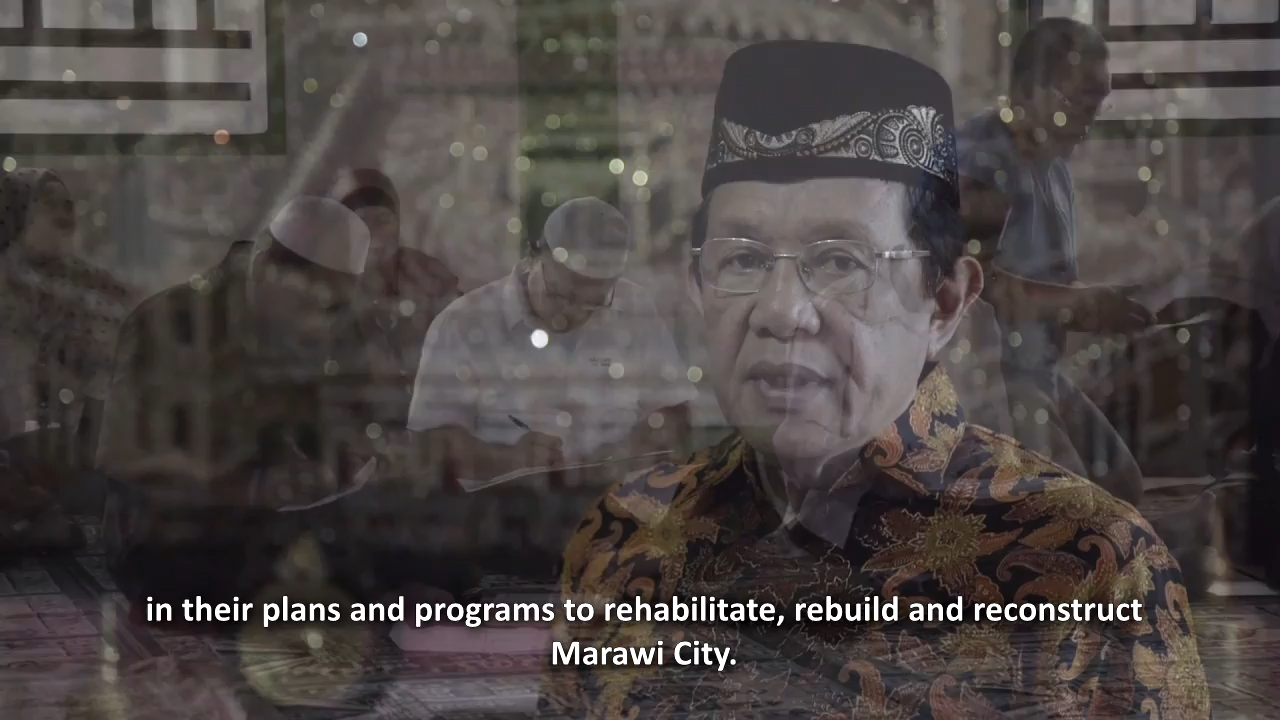 in their plans and programs to rehabilitate, rebuild and reconstruct
Marawi City.